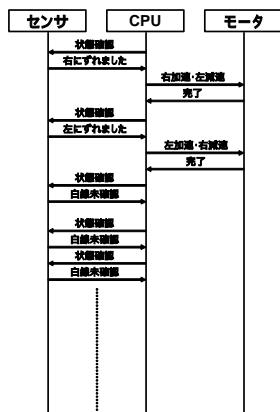 センサ CPU モータ
状態確認
右にずれました
右加速・左減速
完了
状態確認
左にずれました
左加速・右減速
完了
状態確認
白線未確認
状態確認
白線未確認
状態確認
白線未確認